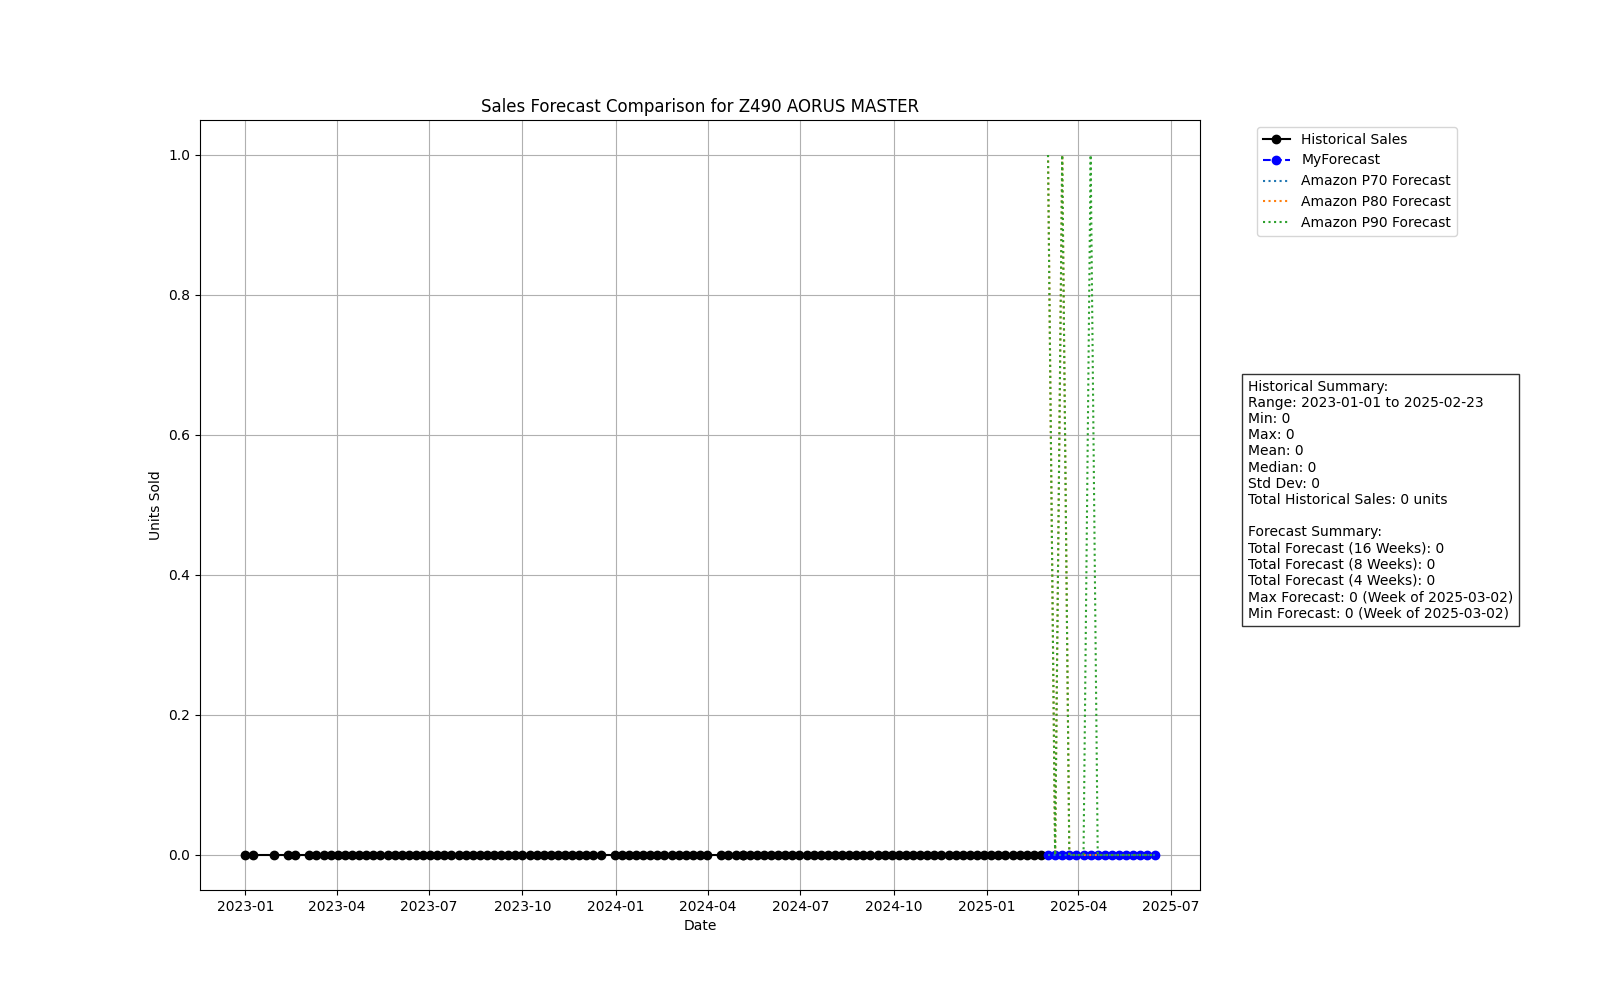 Sales Forecast Comparison for Z490 AORUS MASTER
Historical Sales
MyForecast
Amazon P70 Forecast
Amazon P80 Forecast
Amazon P90 Forecast
1.0
0.8
0.6
0.4
0.2
0.0
Units Sold
2023-01
2023-04
2023-07
2023-10
2024-01
2024-04
2024-07
2024-10
2025-01
2025-04
2025-07
Date
Historical Summary:
Range: 2023-01-01 to 2025-02-23
Min: 0
Max: 0
Mean: 0
Median: 0
Std Dev: 0
Total Historical Sales: 0 units
Forecast Summary:
Total Forecast (16 Weeks): 0
Total Forecast (8 Weeks): 0
Total Forecast (4 Weeks): 0
Max Forecast: 0 (Week of 2025-03-02)
Min Forecast: 0 (Week of 2025-03-02)